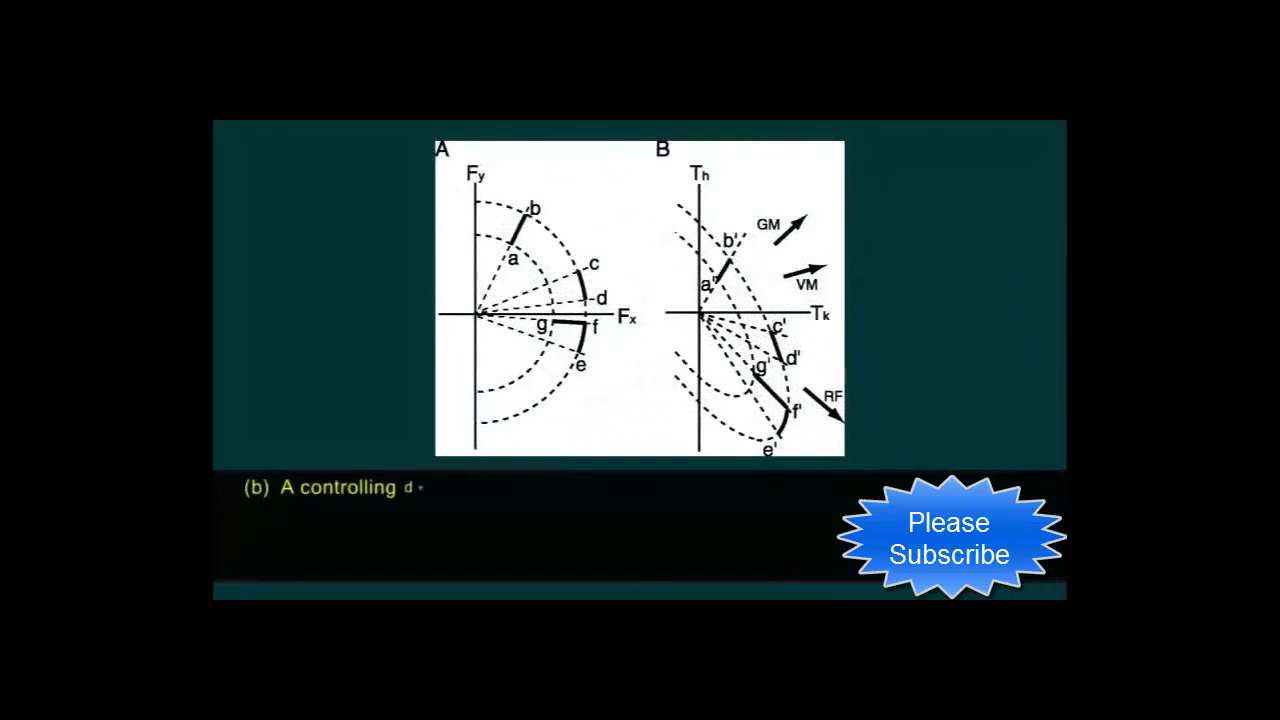 A
B
Fy
Th
b
a
c
d
Fx
g
f
e
GM
b'
a'
VM
Tk
c'
d'
g'
RF
f'
e'
(b) A controlling d
Please
Subscribe